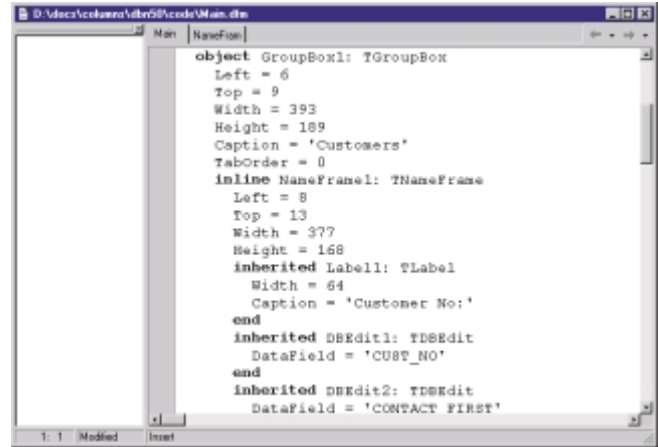 D:\docs\columns\dbn50\code\Main.dfm
Main NameFram
object GroupBox1: TGroupBox
Left = 6
Top = 9
Width = 393
Height = 189
Caption = 'Customers'
TabOrder = 0
inline NameFrame1: TNameFrame
Left = 8
Top = 13
Width = 377
Height = 168
inherited Label1: TLabel
Width = 64
Caption = 'Customer No:'
end
inherited DBEdit1: TDBEdit
DataField = 'CUST_NO'
end
inherited DBEdit2: TDBEdit
DataField = 'CONTACT_FIRST'
1: 1 Modified Insert